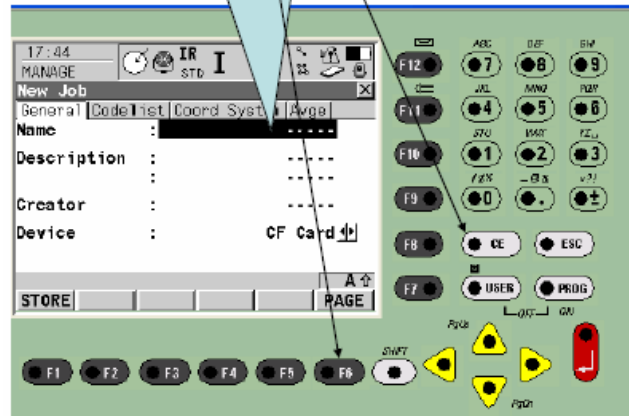 17:44
MANAGE
IR
STD
I
New Job
General Codelist Coord System Avge
Name : -----
Description : -----
: -----
Creator : -----
Device : CF Card
A
STORE PAGE
F12 ABC 7 DEF 8 GHI 9
F11 JKL 4 MNO 5 PQR 6
F10 STU 1 VWX 2 YZ 3
F9 0 . ±
F8 CE ESC
F7 USER PROG
OFF ON
PgUp
SHIFT
F1 F2 F3 F4 F5 F6
PgDn